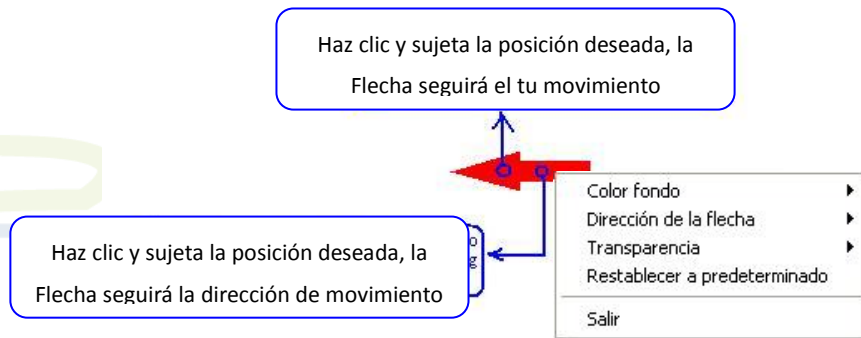 Haz clic y sujeta la posición deseada, la
Flecha seguirá el tu movimiento
Color fondo
Dirección de la flecha
Transparencia
Restablecer a predeterminado
Salir
Haz clic y sujeta la posición deseada, la
Flecha seguirá la dirección de movimiento